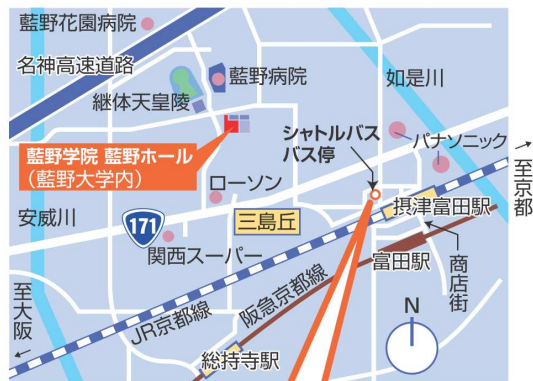 藍野花園病院
名神高速道路
藍野病院
如是川
継体天皇陵
シャトルバス
バス停
パナソニック
至京都
藍野学院 藍野ホール
(藍野大学内)
ローソン
摂津富田駅
安威川
171
三島丘
関西スーパー
富田駅
商店街
至大阪
JR京都線
阪急京都線
N
総持寺駅